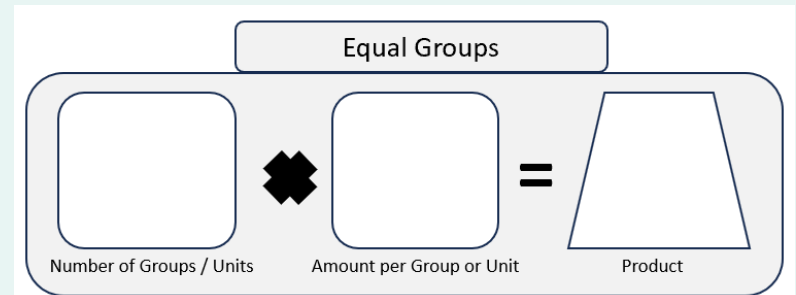 Equal Groups
Number of Groups / Units
Amount per Group or Unit
Product